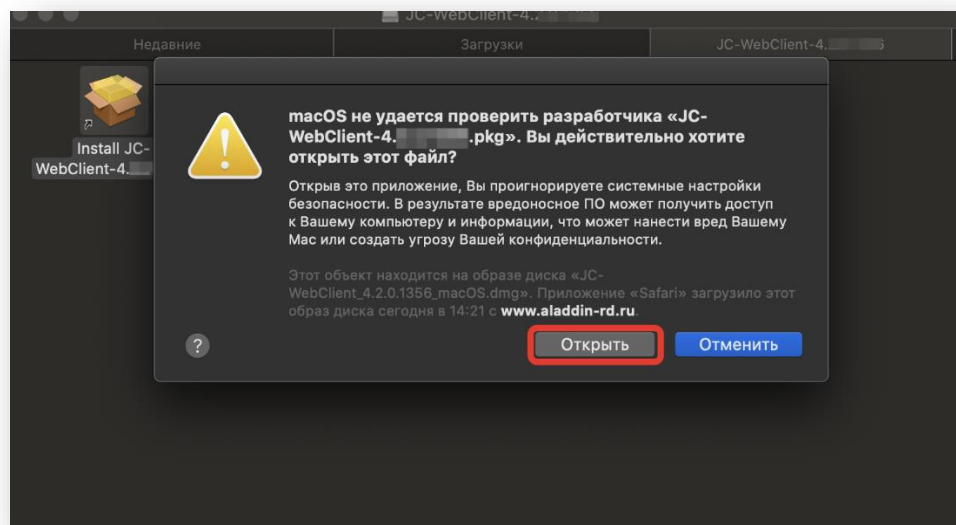 JC-WebClient-4.
Недавние
Загрузки
JC-WebClient-4.
Install JC-
WebClient-4.
macOS не удается проверить разработчика «JC-
WebClient-4. .pkg». Вы действительно хотите
открыть этот файл?
Открыв это приложение, Вы проигнорируете системные настройки
безопасности. В результате вредоносное ПО может получить доступ
к Вашему компьютеру и информации, что может нанести вред Вашему
Mac или создать угрозу Вашей конфиденциальности.
Этот объект находится на образе диска «JC-
WebClient_4.2.0.1356_macOS.dmg». Приложение «Safari» загрузило этот
образ диска сегодня в 14:21 с www.aladdin-rd.ru.
?
Открыть
Отменить